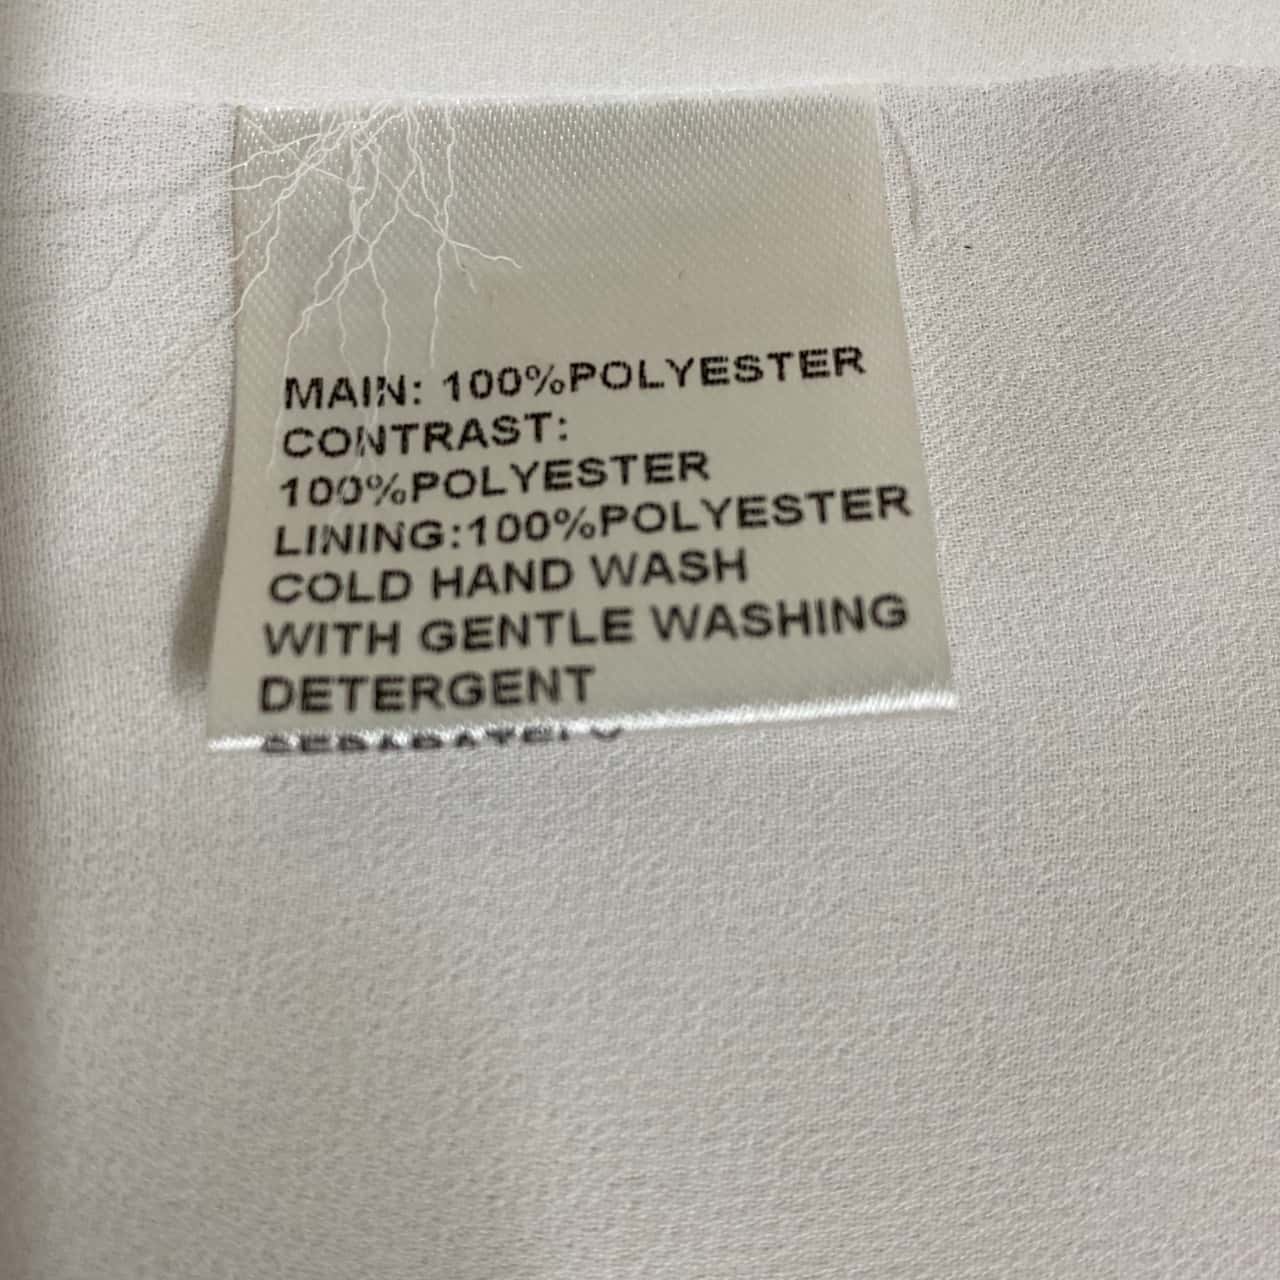 MAIN: 100%POLYESTER
CONTRAST:
100%POLYESTER
LINING:100%POLYESTER
COLD HAND WASH
WITH GENTLE WASHING
DETERGENT